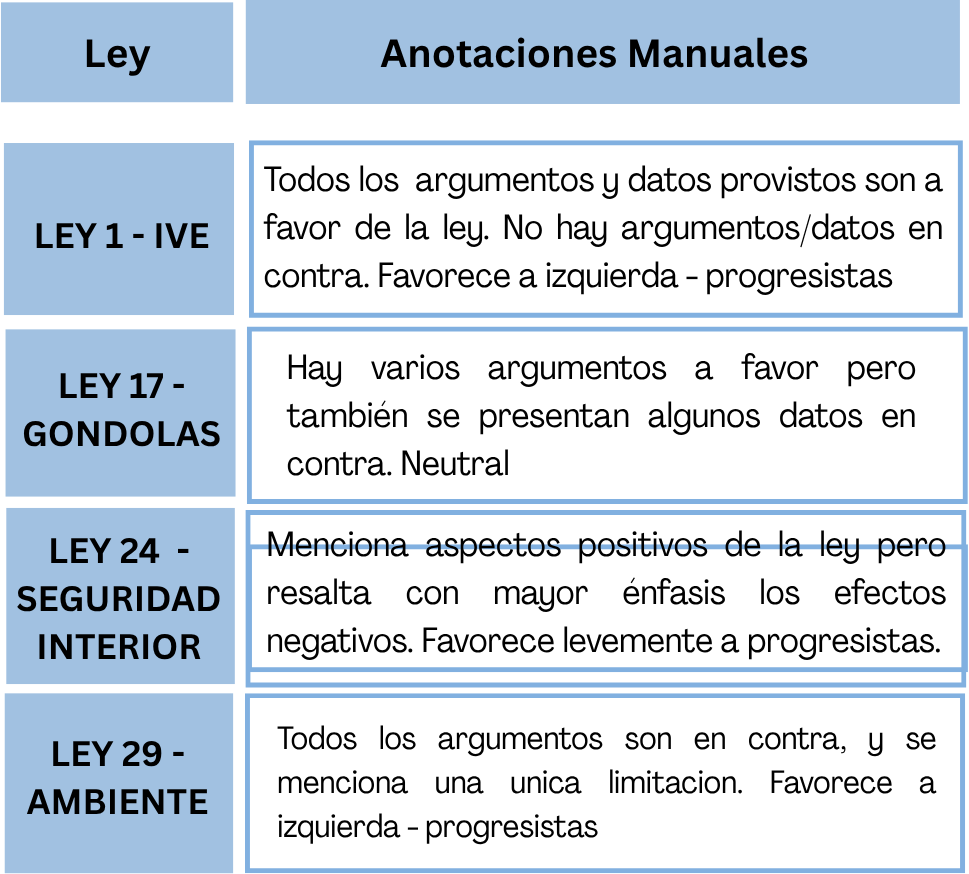 Ley
Anotaciones Manuales
LEY 1 - IVE
Todos los argumentos y datos provistos son a
favor de la ley. No hay argumentos/datos en
contra. Favorece a izquierda - progresistas
LEY 17 -
GONDOLAS
Hay varios argumentos a favor pero
también se presentan algunos datos en
contra. Neutral
LEY 24 -
SEGURIDAD
INTERIOR
Menciona aspectos positivos de la ley pero
resalta con mayor énfasis los efectos
negativos. Favorece levemente a progresistas.
LEY 29 -
AMBIENTE
Todos los argumentos son en contra, y se
menciona una unica limitacion. Favorece a
izquierda - progresistas